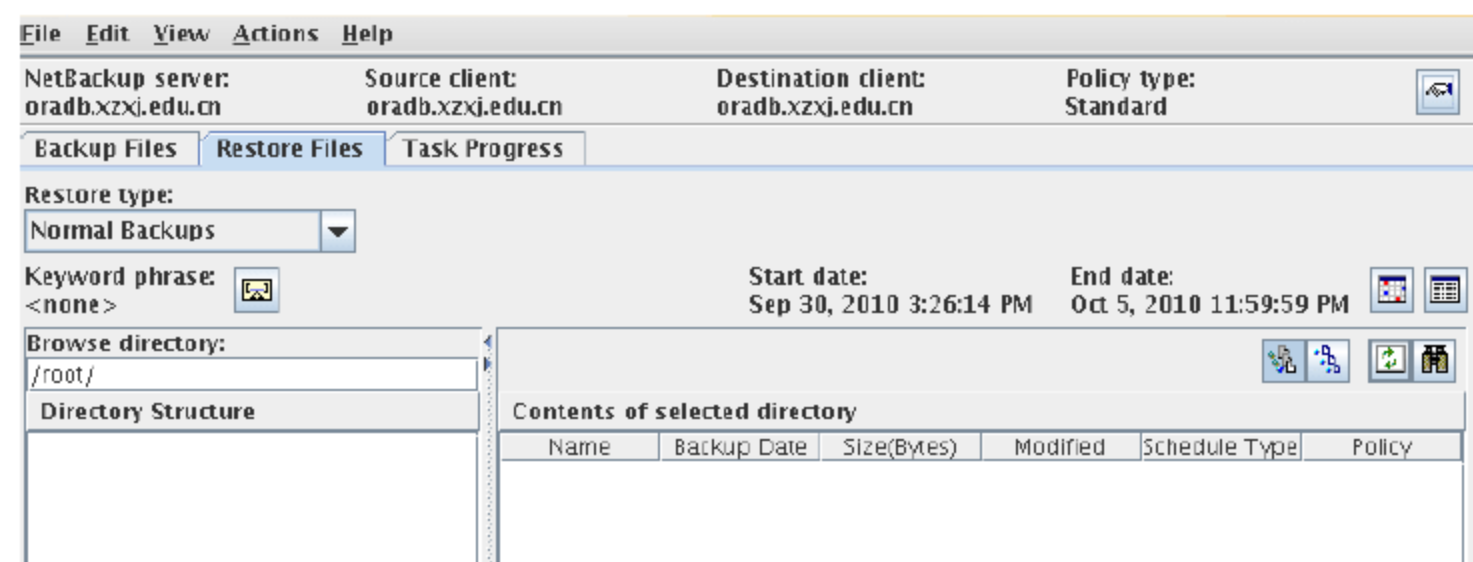 File Edit View Actions Help
NetBackup server: Source client: Destination client: Policy type:
oradb.xzxj.edu.cn oradb.xzxj.edu.cn oradb.xzxj.edu.cn Standard
Backup Files Restore Files Task Progress
Restore type:
Normal Backups
Keyword phrase: Start date: End date:
<none> Sep 30, 2010 3:26:14 PM Oct 5, 2010 11:59:59 PM
Browse directory:
/root/
Directory Structure Contents of selected directory
Name Backup Date Size(Bytes) Modified Schedule Type Policy